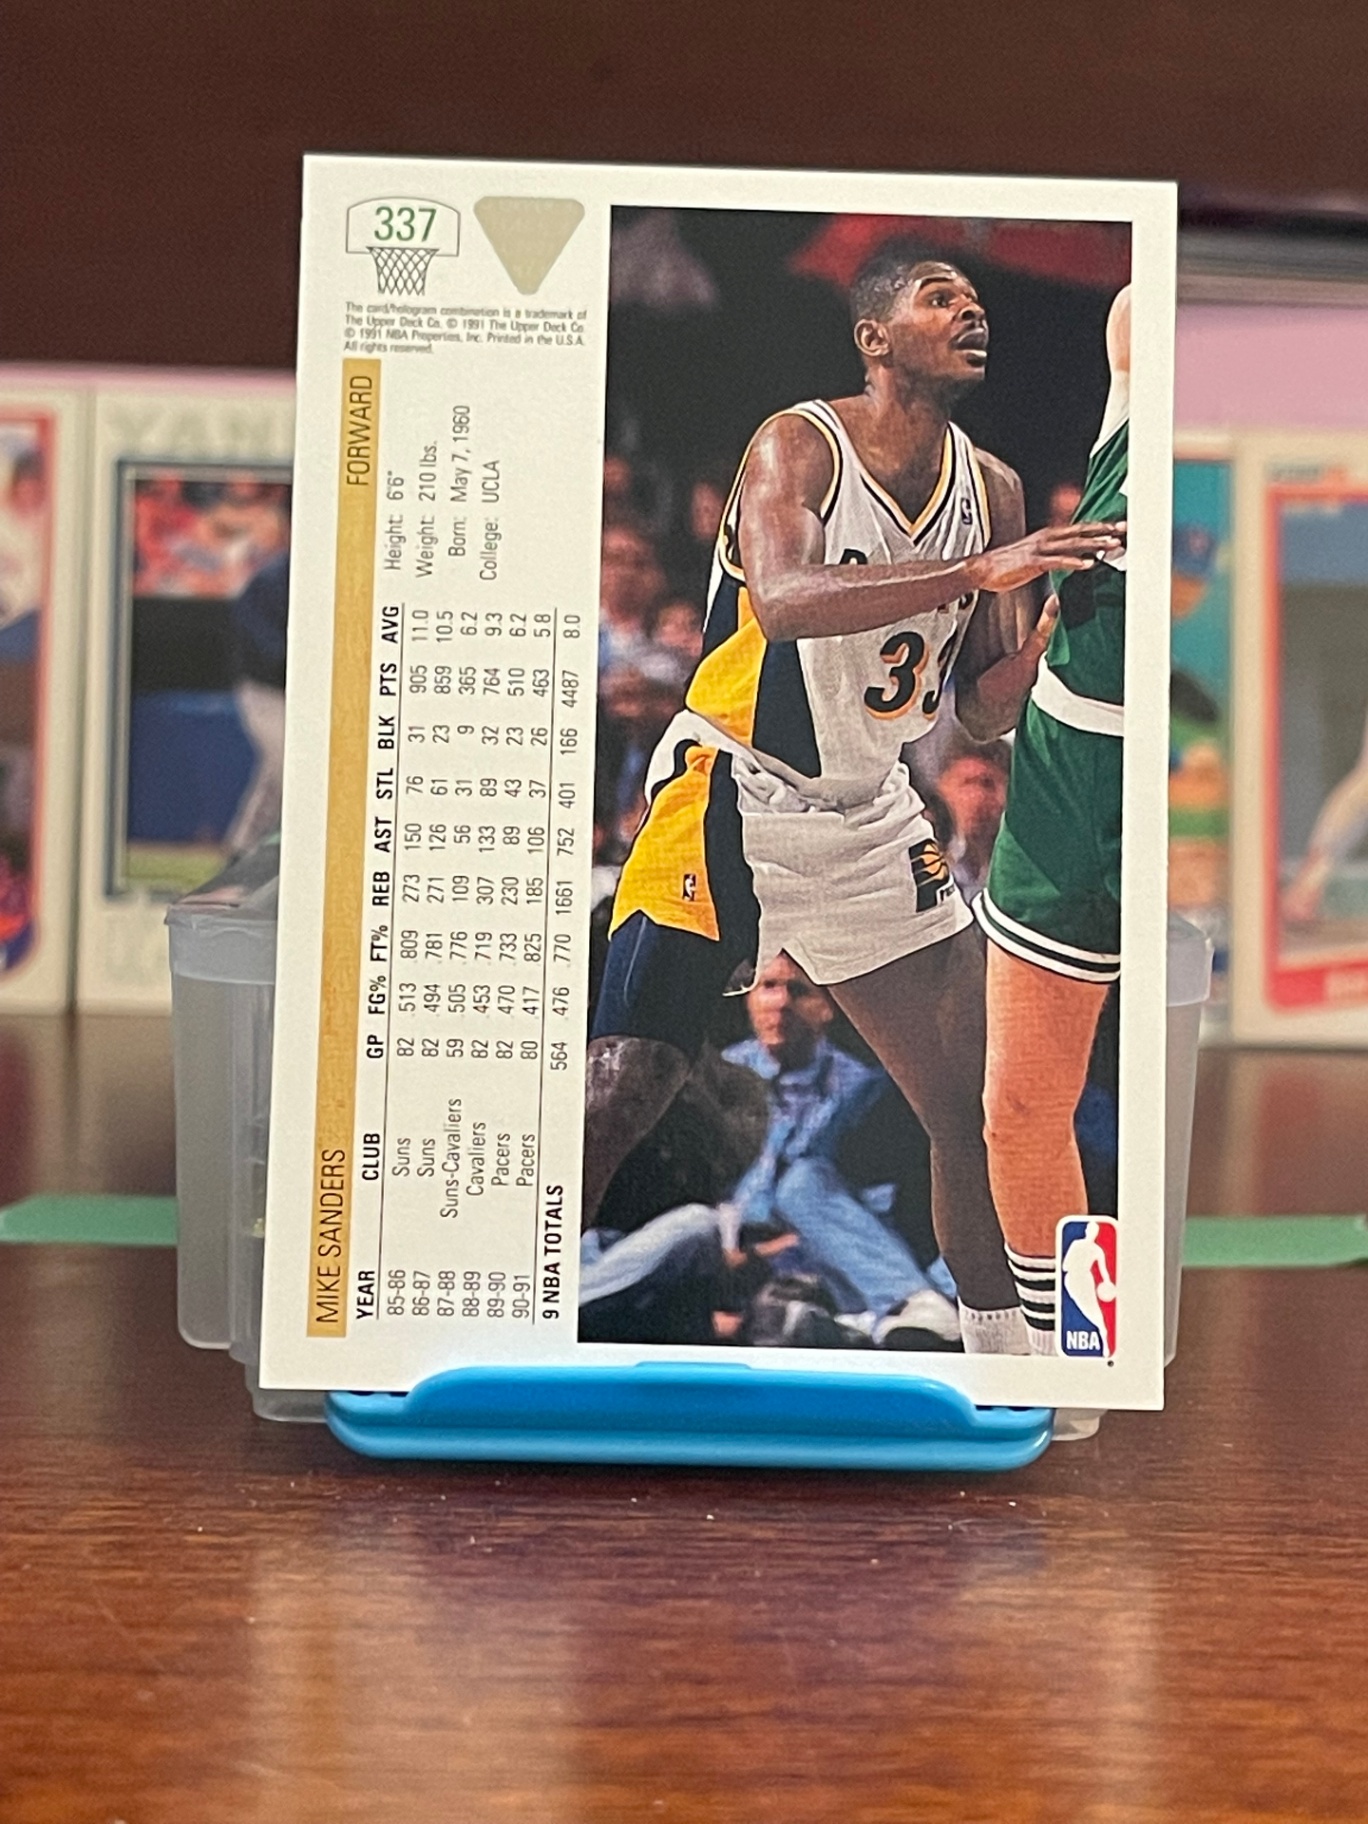 337
The card/hologram combination is a trademark of
The Upper Deck Co. © 1991 The Upper Deck Co.
© 1991 NBA Properties, Inc. Printed in the U.S.A.
All rights reserved.
MIKE SANDERS FORWARD
YEAR CLUB GP FG% FT% REB AST STL BLK PTS AVG
85-86 Suns 82 .513 .809 273 150 76 31 905 11.0
86-87 Suns 82 .494 .781 271 126 61 23 859 10.5
87-88 Suns-Cavaliers 59 .505 .776 109 56 31 9 365 6.2
88-89 Cavaliers 82 .453 .719 307 133 89 32 764 9.3
89-90 Pacers 82 .470 .733 230 89 43 23 510 6.2
90-91 Pacers 80 .417 .825 185 106 37 26 463 5.8
9 NBA TOTALS 564 .476 .770 1661 752 401 166 4487 8.0
Height: 6'6"
Weight: 210 lbs.
Born: May 7, 1960
College: UCLA
33
NBA